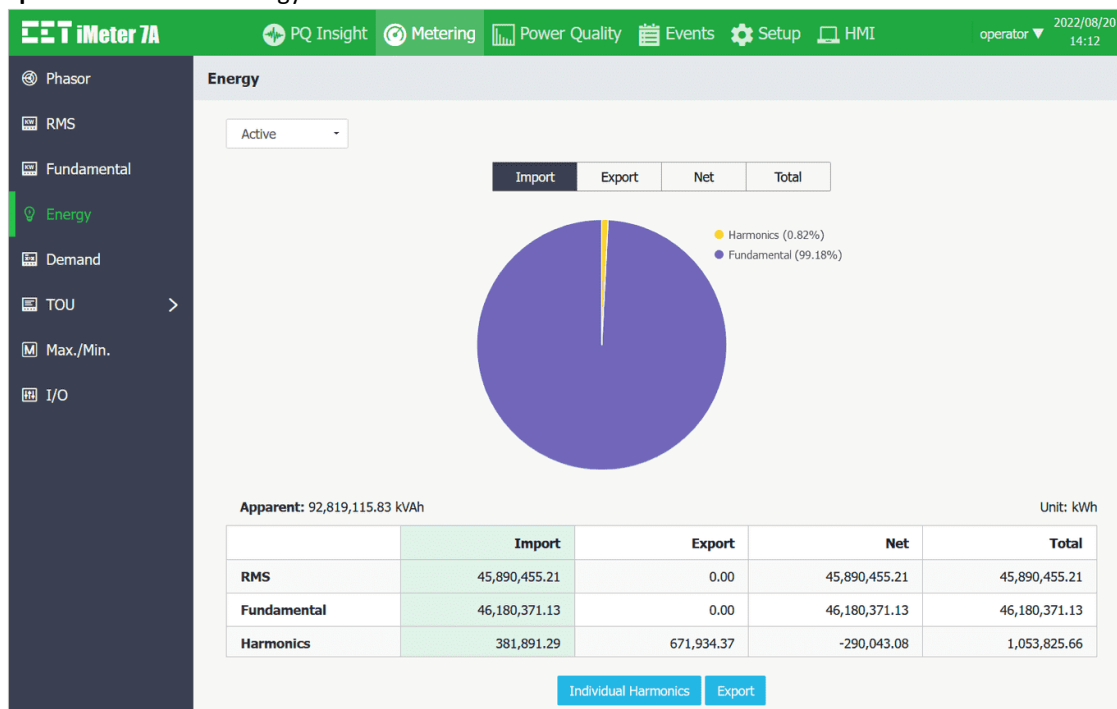 CET iMeter 7A
PQ Insight Metering Power Quality Events Setup HMI
operator ▼
2022/08/20
14:12
Phasor
RMS
Fundamental
Energy
Demand
TOU
Max./Min.
I/O
Energy
Active
Import Export Net Total
Harmonics (0.82%)
Fundamental (99.18%)
Apparent: 92,819,115.83 kVAh
Unit: kWh
Import Export Net Total
RMS 45,890,455.21 0.00 45,890,455.21 45,890,455.21
Fundamental 46,180,371.13 0.00 46,180,371.13 46,180,371.13
Harmonics 381,891.29 671,934.37 -290,043.08 1,053,825.66
Individual Harmonics Export